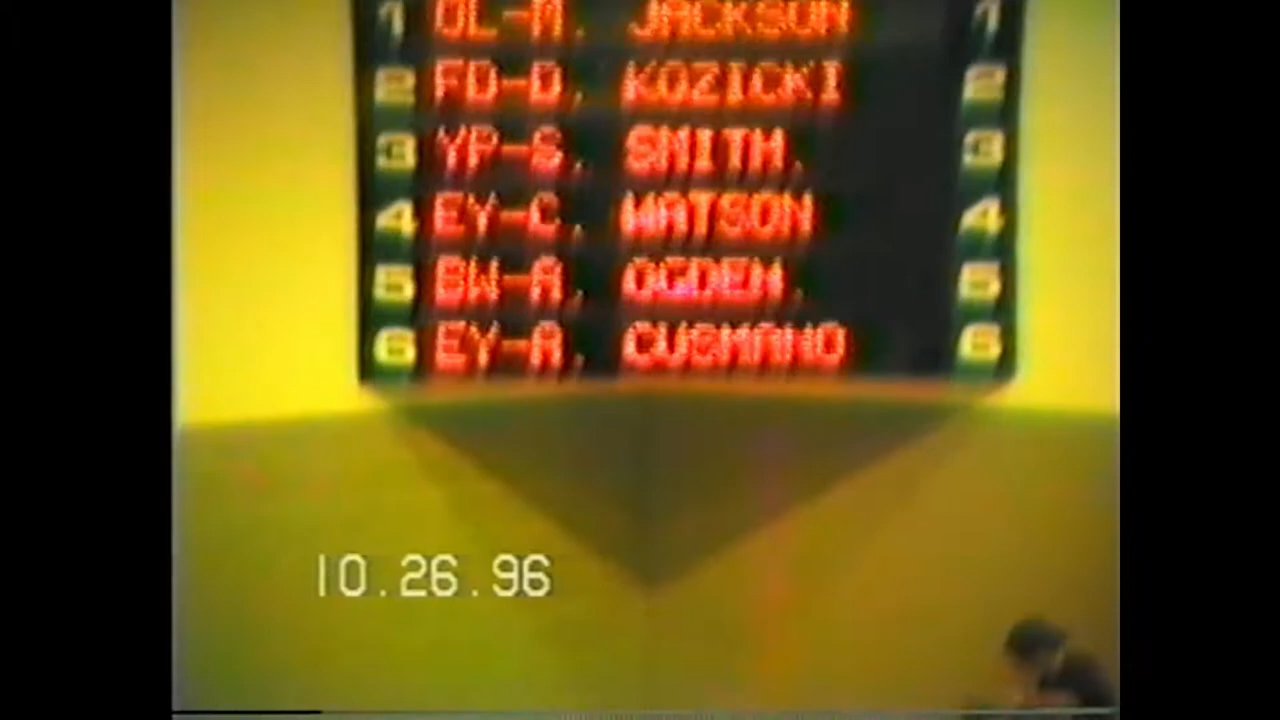 1 DL-M. JACKSON 1
2 FD-D. KOZICKI 2
3 YP-S. SMITH. 3
4 EY-C. WATSON 4
5 BW-A. OGDEN. 5
6 EY-A. CUSMANO 6
10.26.96